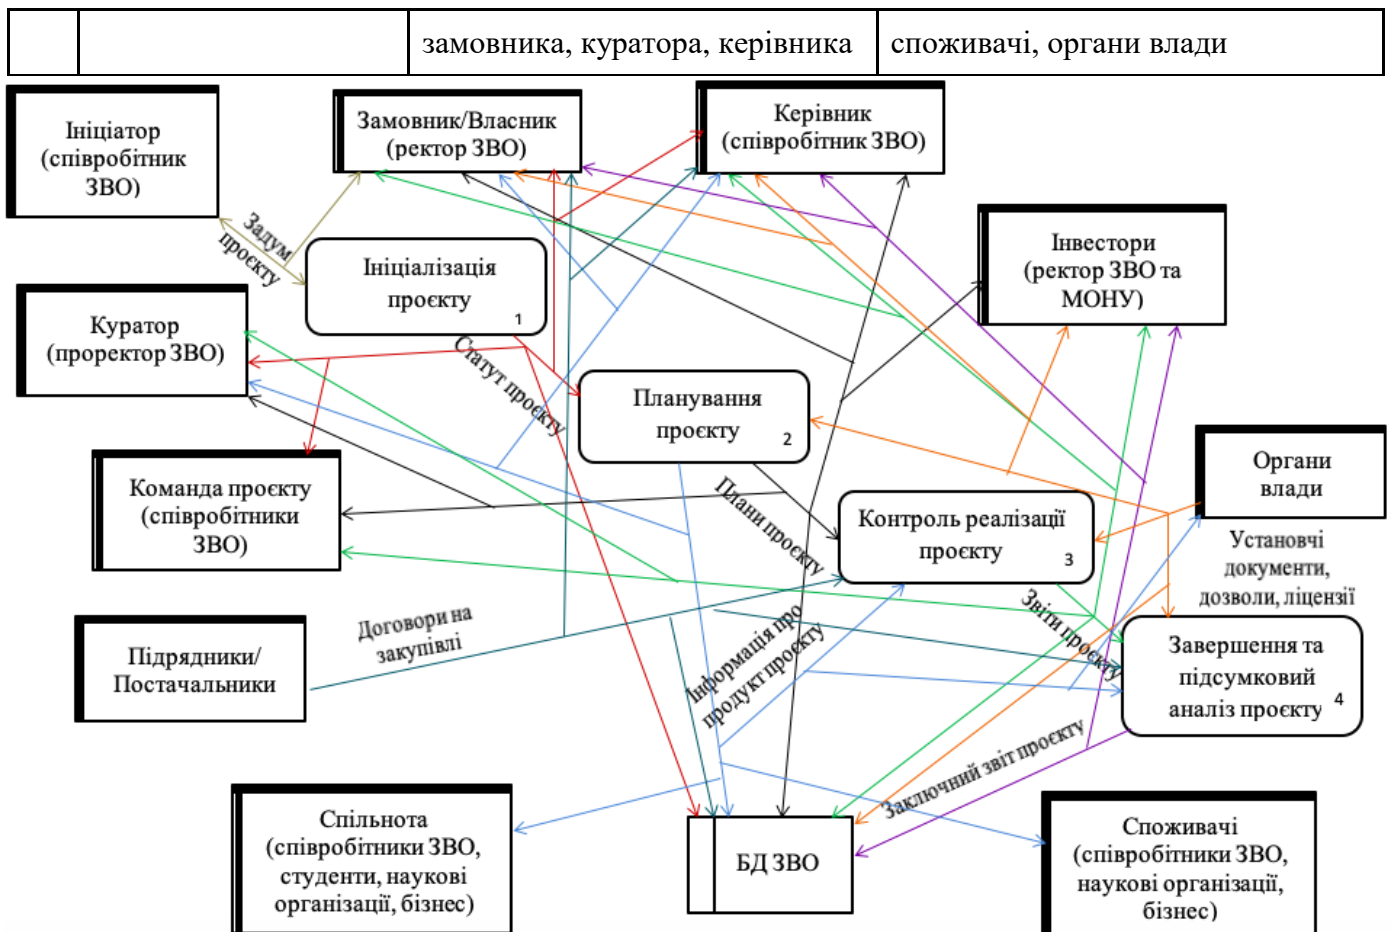 замовника, куратора, керівника
споживачі, органи влади
Ініціатор
(співробітник
ЗВО)
Замовник/Власник
(ректор ЗВО)
Керівник
(співробітник ЗВО)
Задум
проєкту
Ініціалізація
проєкту
1
Інвестори
(ректор ЗВО та
МОНУ)
Куратор
(проректор ЗВО)
Статут проєкту
Планування
проєкту
2
Команда проєкту
(співробітники
ЗВО)
Плани проєкту
Контроль реалізації
проєкту
3
Органи
влади
Установчі
документи,
дозволи, ліцензії
Підрядники/
Постачальники
Договори на
закупівлі
Інформація про
продукт проєкту
Звіти проєкту
Завершення та
підсумковий
аналіз проєкту
4
Заключний звіт проєкту
Спільнота
(співробітники ЗВО,
студенти, наукові
організації, бізнес)
БД ЗВО
Споживачі
(співробітники ЗВО,
наукові організації,
бізнес)